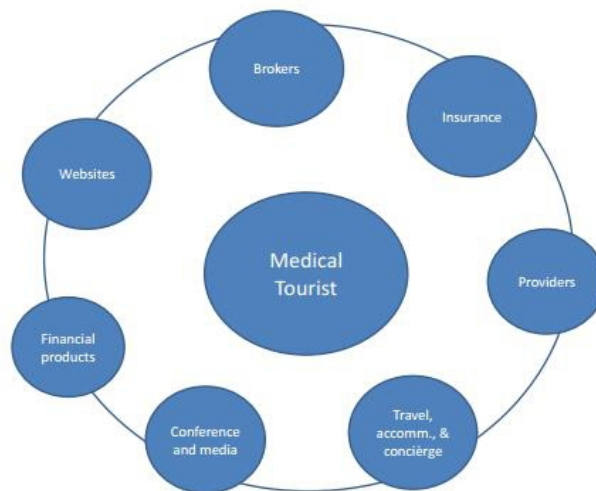 Brokers
Insurance
Websites
Medical
Tourist
Providers
Financial
products
Travel,
accomm., &
concièrge
Conference
and media